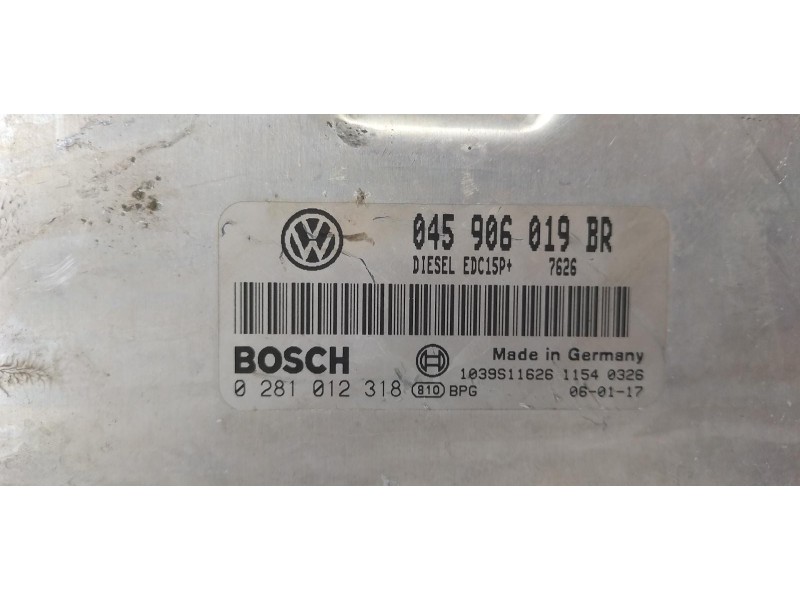 VW 045 906 019 BR
DIESEL EDC15P+ 7626
BOSCH Made in Germany
1039S11626 1154 0326
0 281 012 318 810 BPG 06-01-17